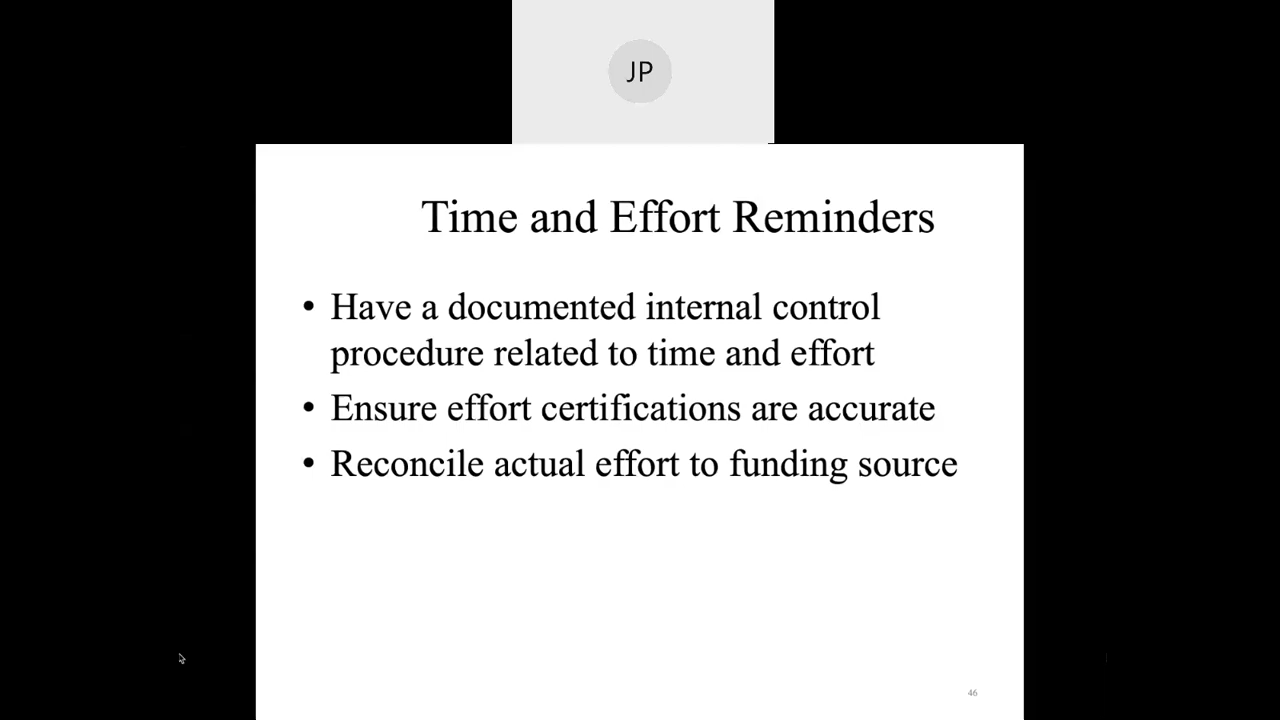 JP
Time and Effort Reminders
• Have a documented internal control
procedure related to time and effort
• Ensure effort certifications are accurate
• Reconcile actual effort to funding source
46